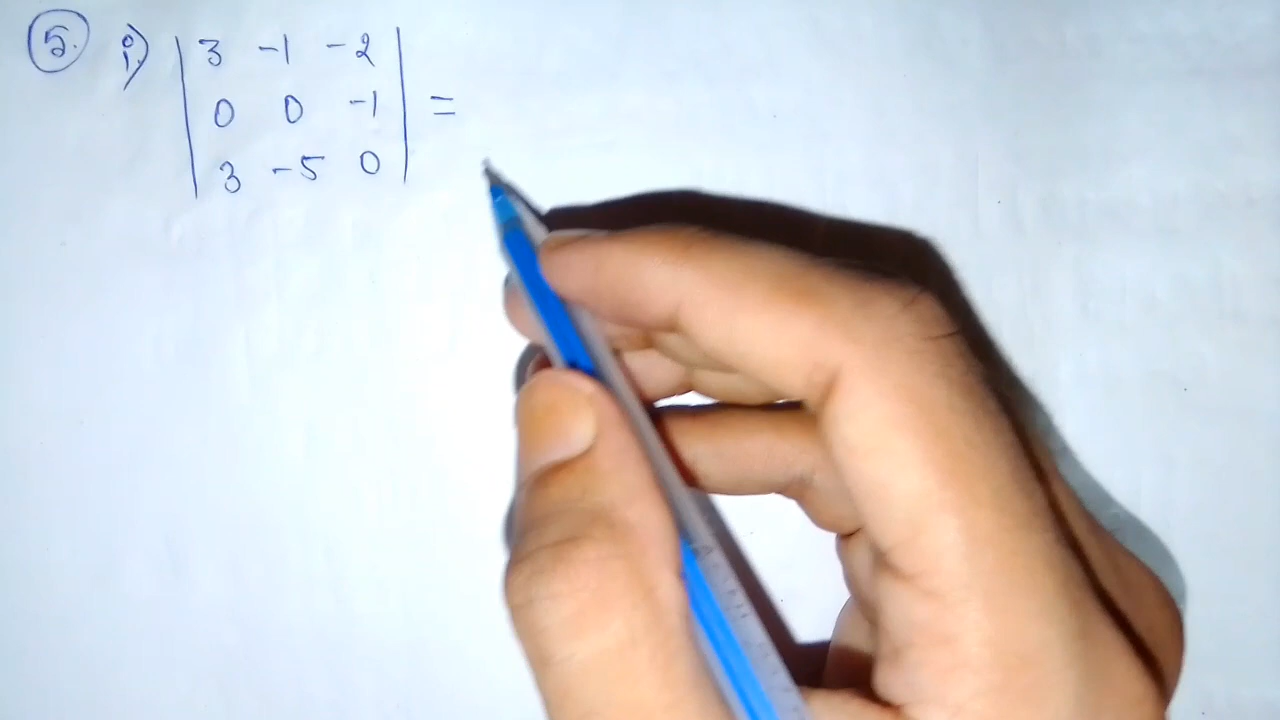 5. i) | 3 -1 -2 |
| 0 0 -1 | =
| 3 -5 0 |